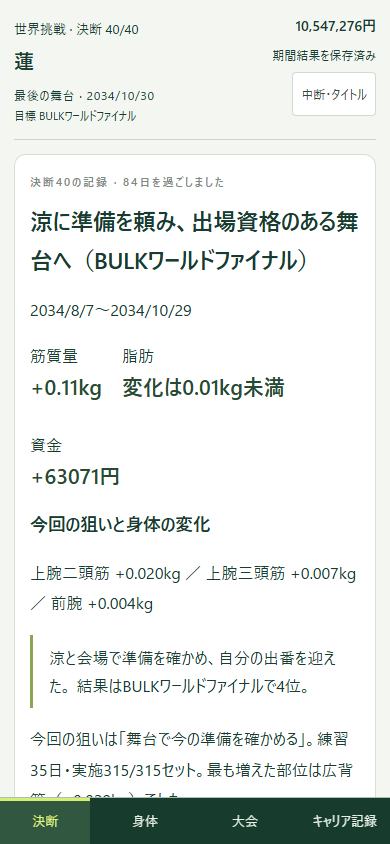 世界挑戦・決断 40/40
10,547,276円
蓮
期間結果を保存済み
最後の舞台・2034/10/30
中断・タイトル
目標 BULKワールドファイナル
決断40の記録・84日を過ごしました
涼に準備を頼み、出場資格のある舞
台へ（BULKワールドファイナル）
2034/8/7〜2034/10/29
筋質量 脂肪
+0.11kg 変化は0.01kg未満
資金
+63071円
今回の狙いと身体の変化
上腕二頭筋 +0.020kg ／ 上腕三頭筋 +0.007kg
／ 前腕 +0.004kg
涼と会場で準備を確かめ、自分の出番を迎え
た。結果はBULKワールドファイナルで4位。
今回の狙いは「舞台で今の準備を確かめる」。練習
35日・実施315/315セット。最も増えた部位は広背
決断 身体 大会 キャリア記録